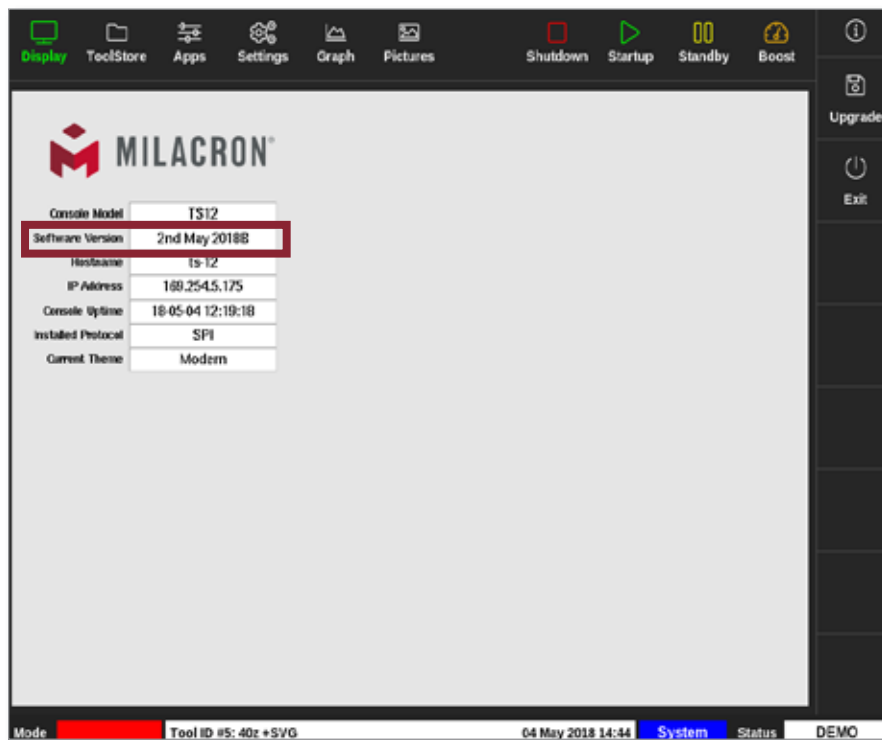 Display ToolStore Apps Settings Graph Pictures Shutdown Startup Standby Boost
Upgrade
Exit
MILACRON®
Console Model TS12
Software Version 2nd May 2018B
Hostname ts-12
IP Address 169.254.5.175
Console Uptime 18-05-04 12:19:18
Installed Protocol SPI
Current Theme Modern
Mode Tool ID #5: 40z +SVG 04 May 2018 14:44 System Status DEMO